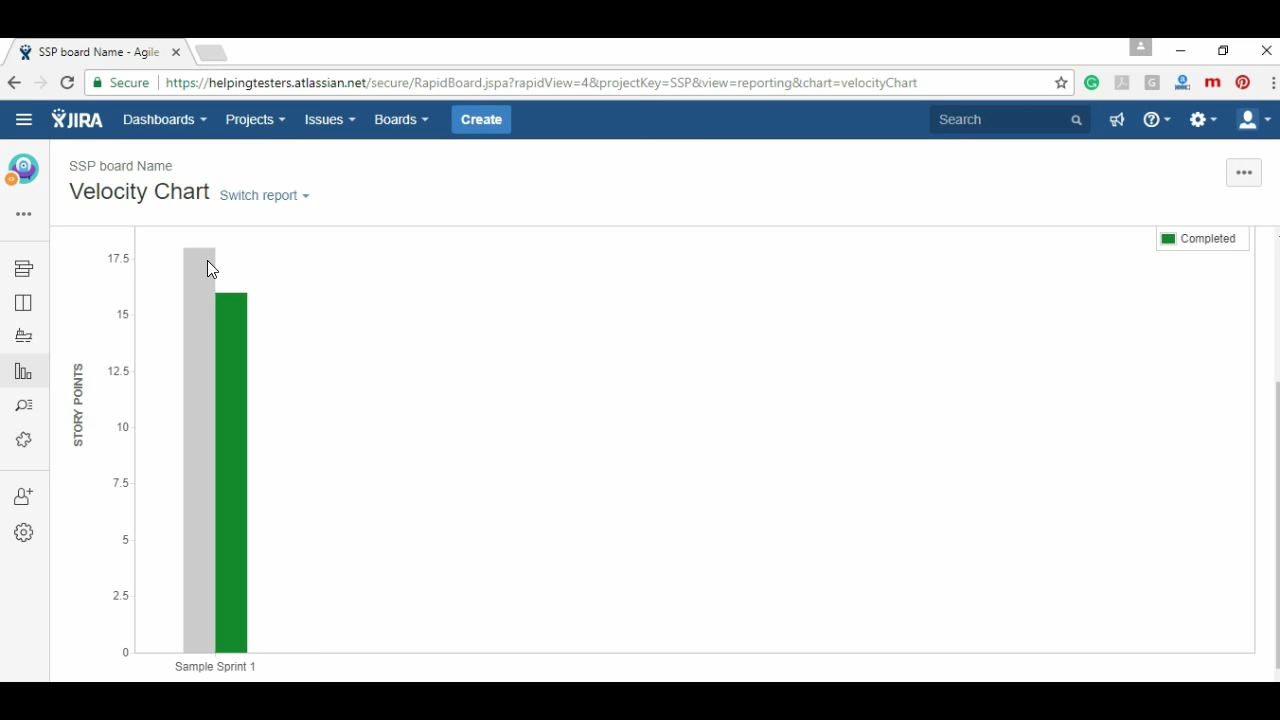 SSP board Name - Agile
Secure https://helpingtesters.atlassian.net/secure/RapidBoard.jspa?rapidView=4&projectKey=SSP&view=reporting&chart=velocityChart
JIRA Dashboards Projects Issues Boards Create Search
SSP board Name
Velocity Chart Switch report
Completed
17.5
15
12.5
10
7.5
5
2.5
0
STORY POINTS
Sample Sprint 1